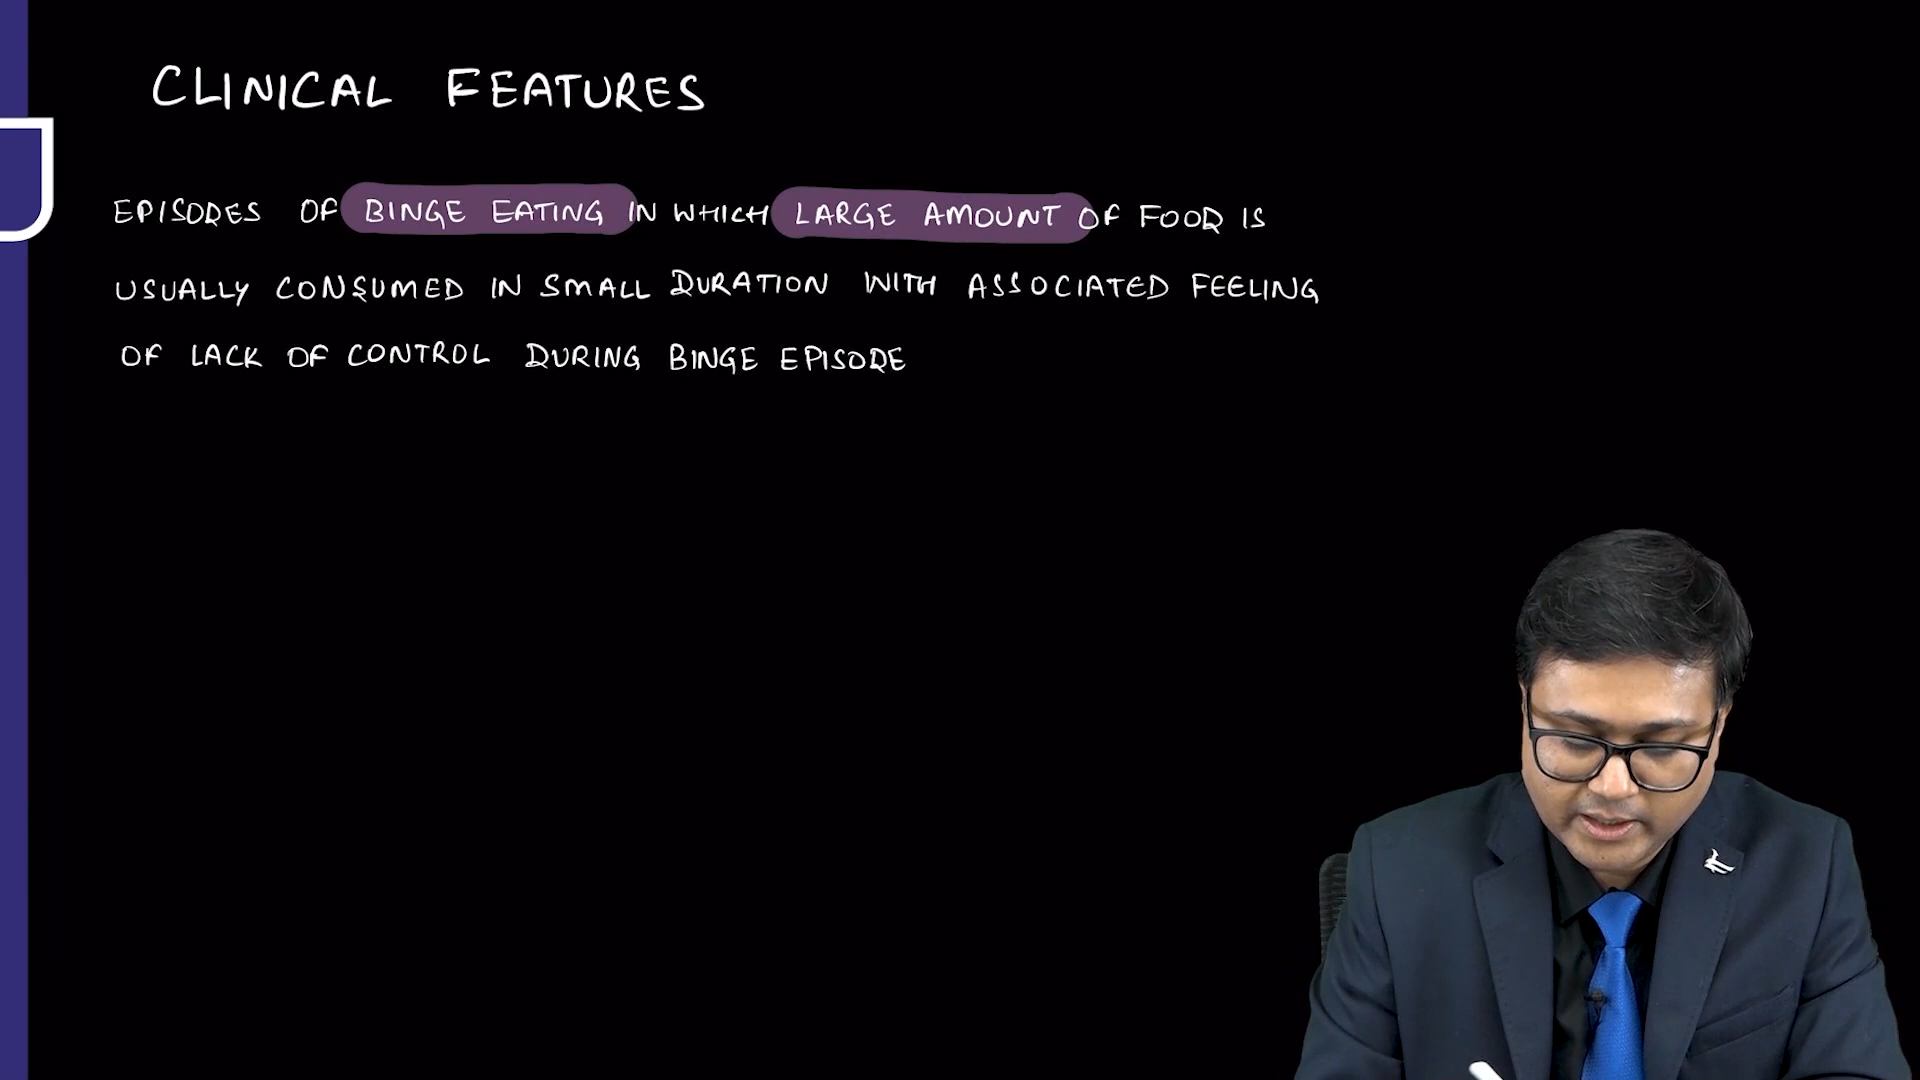 CLINICAL FEATURES
EPISODES OF BINGE EATING IN WHICH LARGE AMOUNT OF FOOD IS
USUALLY CONSUMED IN SMALL DURATION WITH ASSOCIATED FEELING
OF LACK OF CONTROL DURING BINGE EPISODE